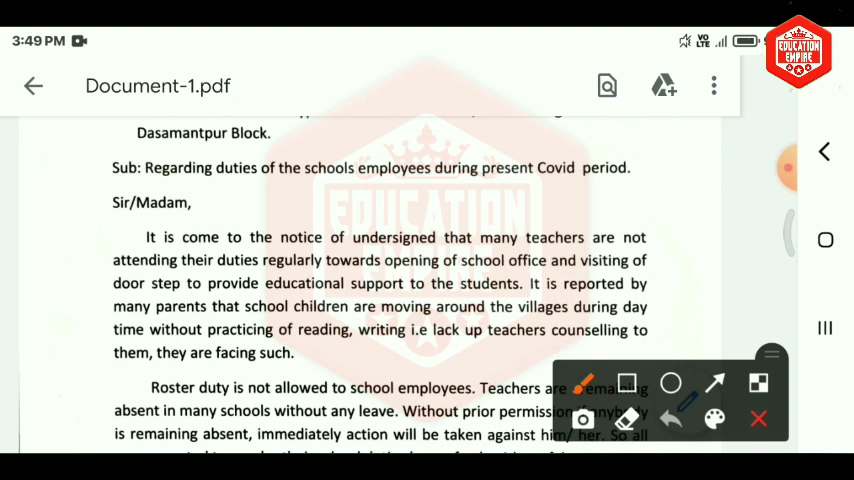 3:49 PM
VO
LTE
EDUCATION
EMPIRE
Document-1.pdf
Dasamantpur Block.
Sub: Regarding duties of the schools employees during present Covid period.
Sir/Madam,
It is come to the notice of undersigned that many teachers are not
attending their duties regularly towards opening of school office and visiting of
door step to provide educational support to the students. It is reported by
many parents that school children are moving around the villages during day
time without practicing of reading, writing i.e lack up teachers counselling to
them, they are facing such.
Roster duty is not allowed to school employees. Teachers are remaining
absent in many schools without any leave. Without prior permission anybody
is remaining absent, immediately action will be taken against him/ her. So all
EDUCATION
EMPIRE